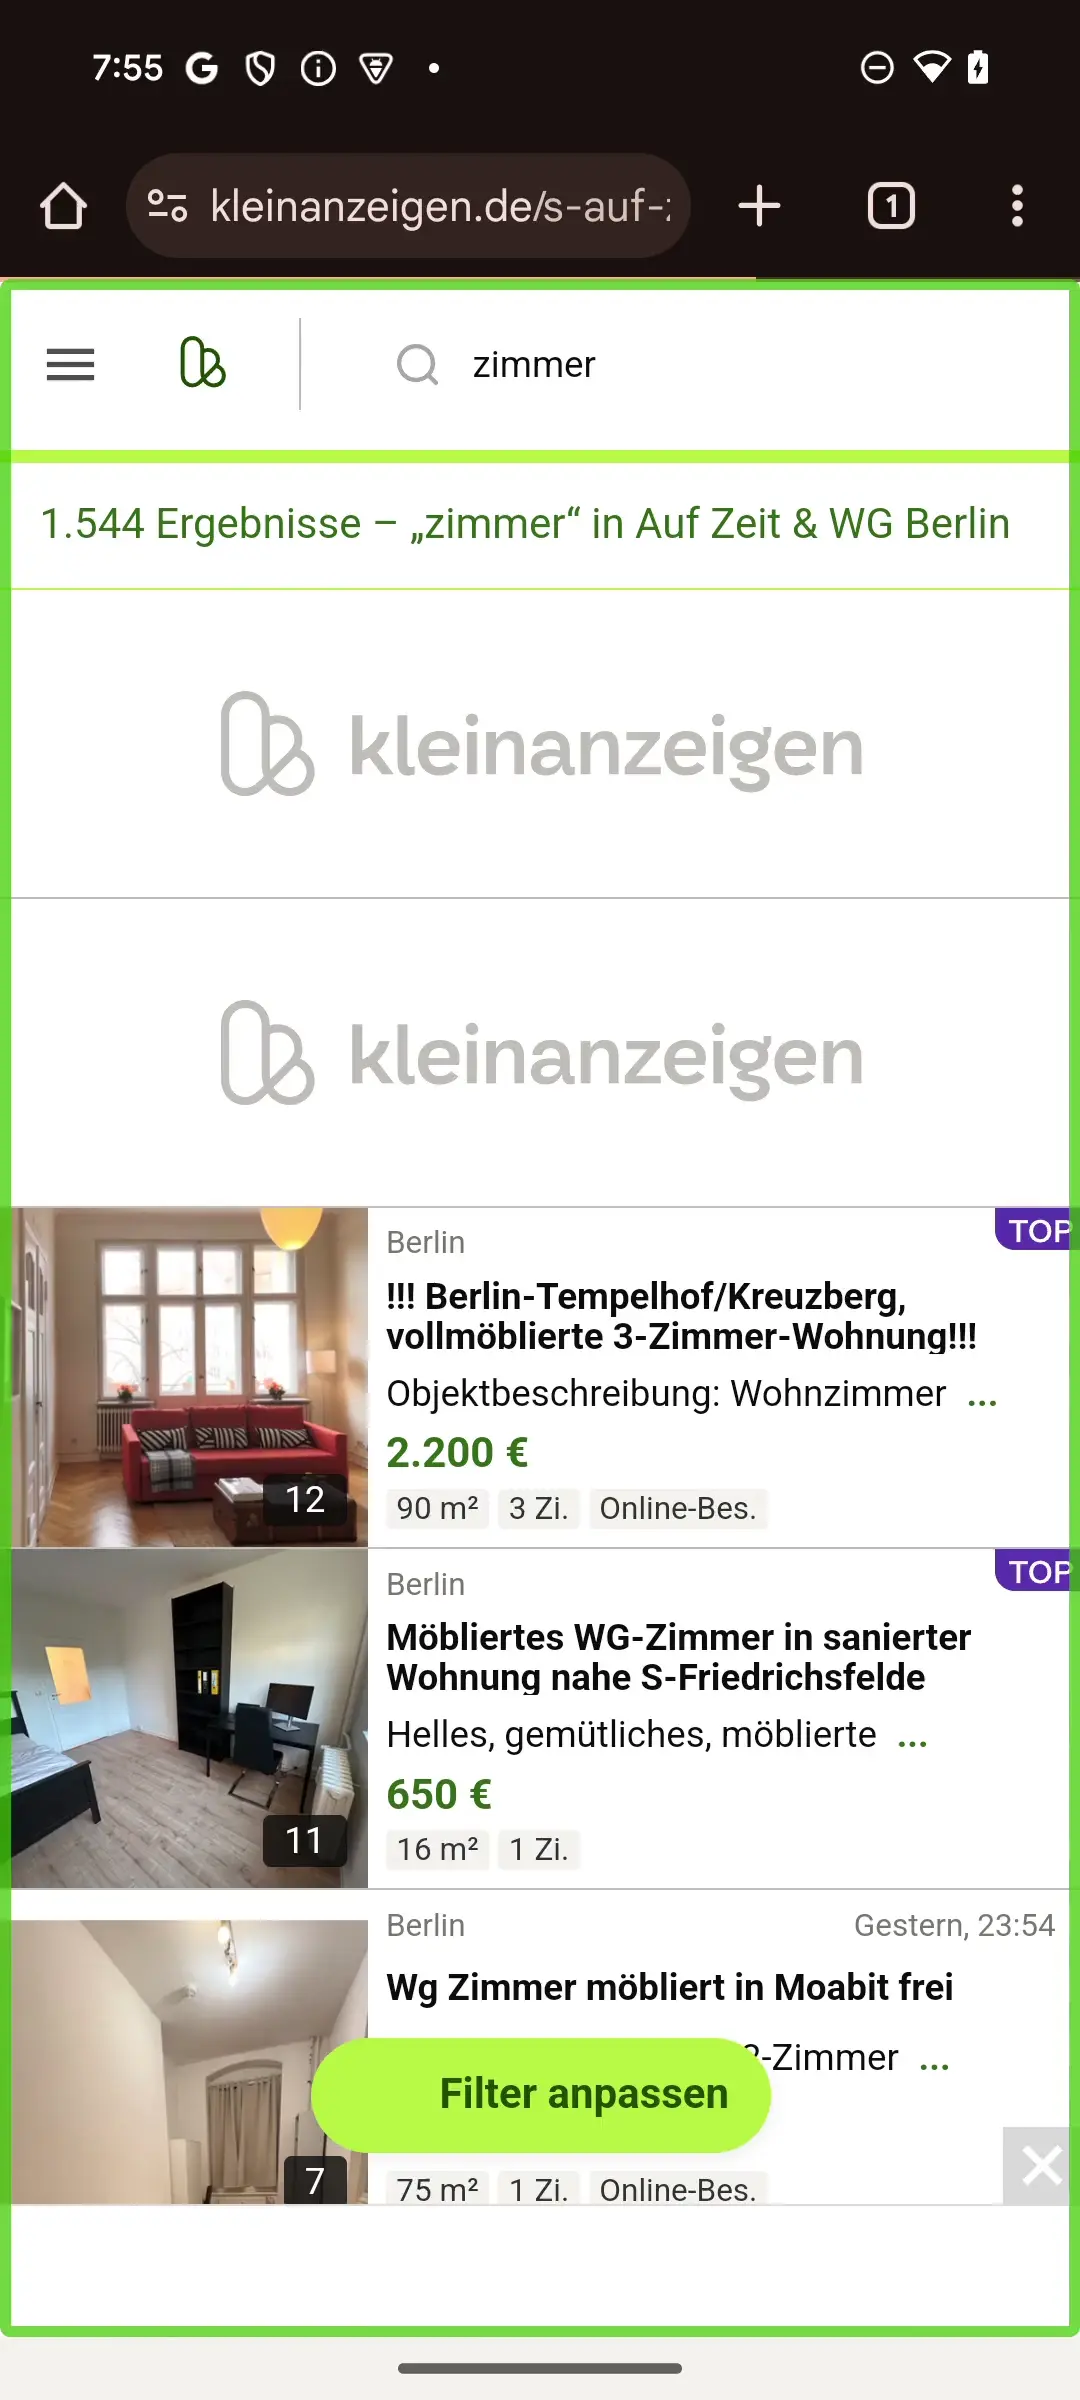 7:55
kleinanzeigen.de/s-auf-
1
zimmer
1.544 Ergebnisse – „zimmer“ in Auf Zeit & WG Berlin
kleinanzeigen
kleinanzeigen
Berlin
TOP
!!! Berlin-Tempelhof/Kreuzberg,
vollmöblierte 3-Zimmer-Wohnung!!!
Objektbeschreibung: Wohnzimmer ...
2.200 €
12
90 m² 3 Zi. Online-Bes.
Berlin
TOP
Möbliertes WG-Zimmer in sanierter
Wohnung nahe S-Friedrichsfelde
Helles, gemütliches, möblierte ...
650 €
11
16 m² 1 Zi.
Berlin Gestern, 23:54
Wg Zimmer möbliert in Moabit frei
-Zimmer ...
Filter anpassen
7
75 m² 1 Zi. Online-Bes.